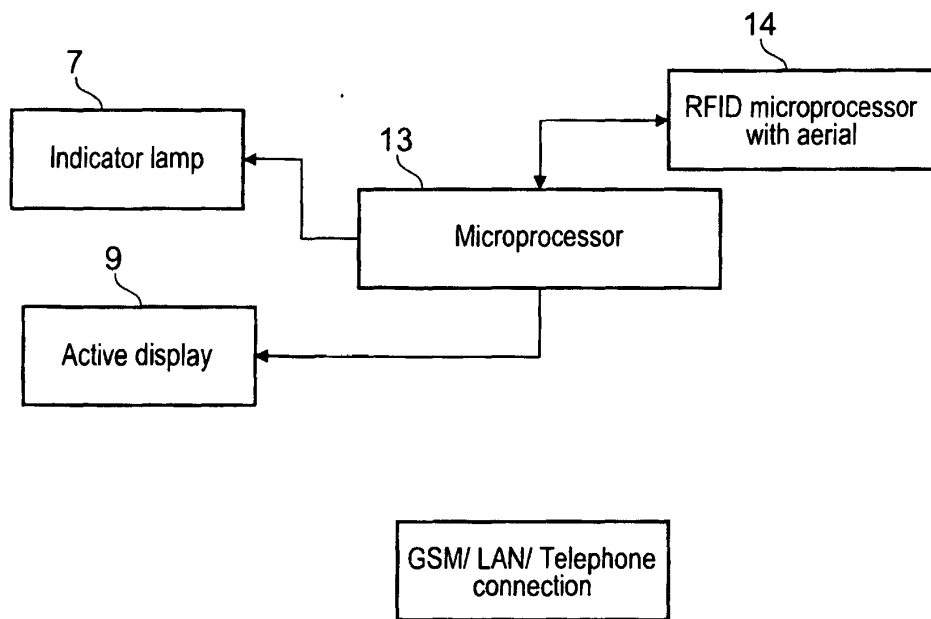 7
Indicator lamp
14
RFID microprocessor
with aerial
13
Microprocessor
9
Active display
GSM/ LAN/ Telephone
connection